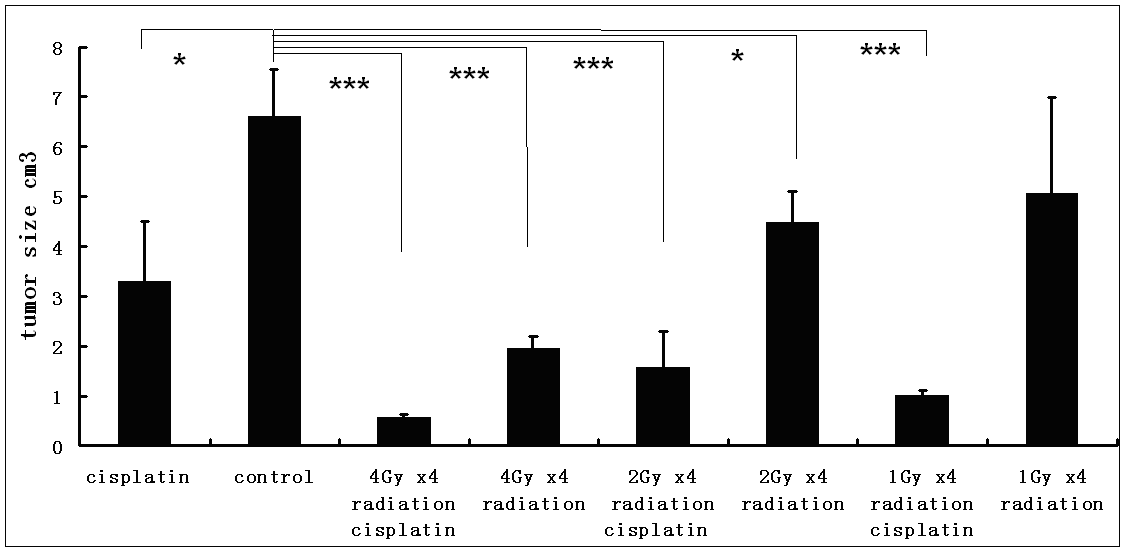 *
***
***
***
*
***
8
7
6
5
4
3
2
1
0
tumor size cm3
cisplatin
control
4Gy x4
radiation
cisplatin
4Gy x4
radiation
2Gy x4
radiation
cisplatin
2Gy x4
radiation
1Gy x4
radiation
cisplatin
1Gy x4
radiation